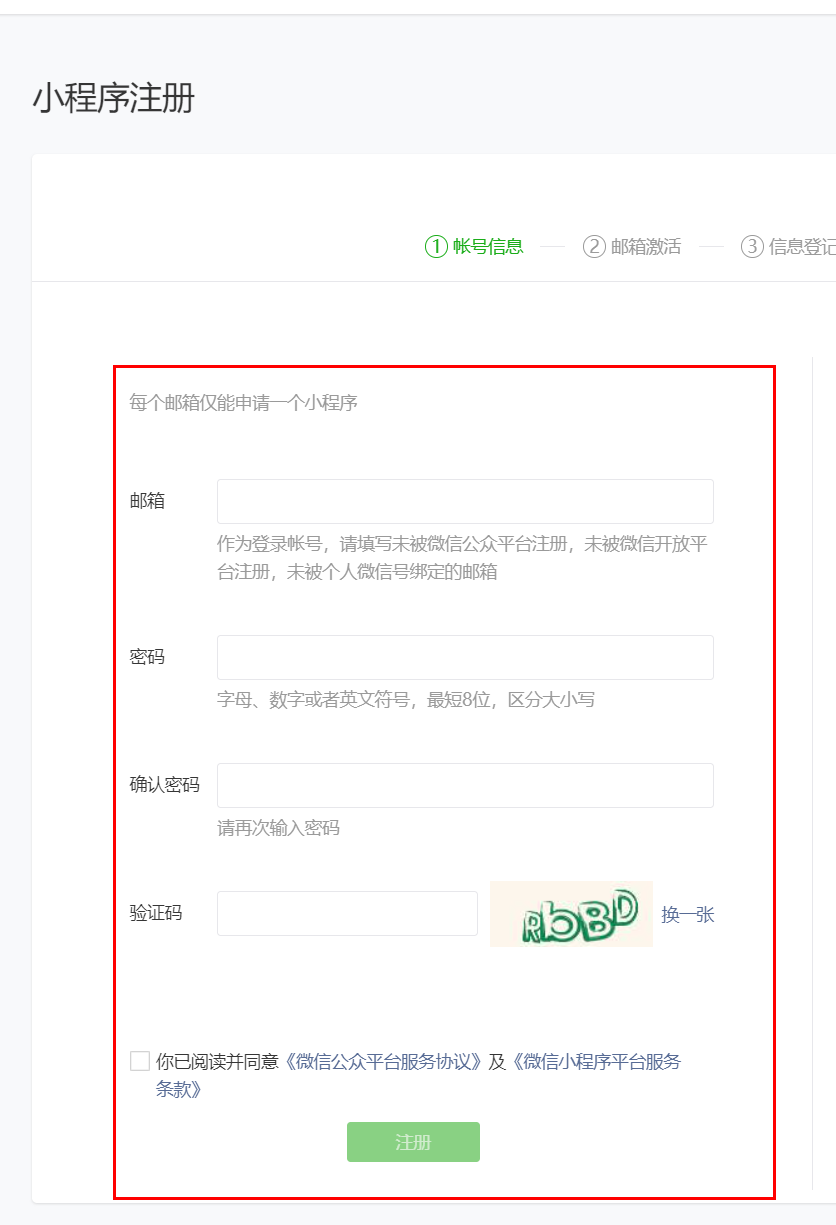 小程序注册
① 帐号信息 ② 邮箱激活 ③ 信息登记
每个邮箱仅能申请一个小程序
邮箱
作为登录帐号，请填写未被微信公众平台注册，未被微信开放平
台注册，未被个人微信号绑定的邮箱
密码
字母、数字或者英文符号，最短8位，区分大小写
确认密码
请再次输入密码
验证码 RbBD 换一张
你已阅读并同意《微信公众平台服务协议》及《微信小程序平台服务
条款》
注册